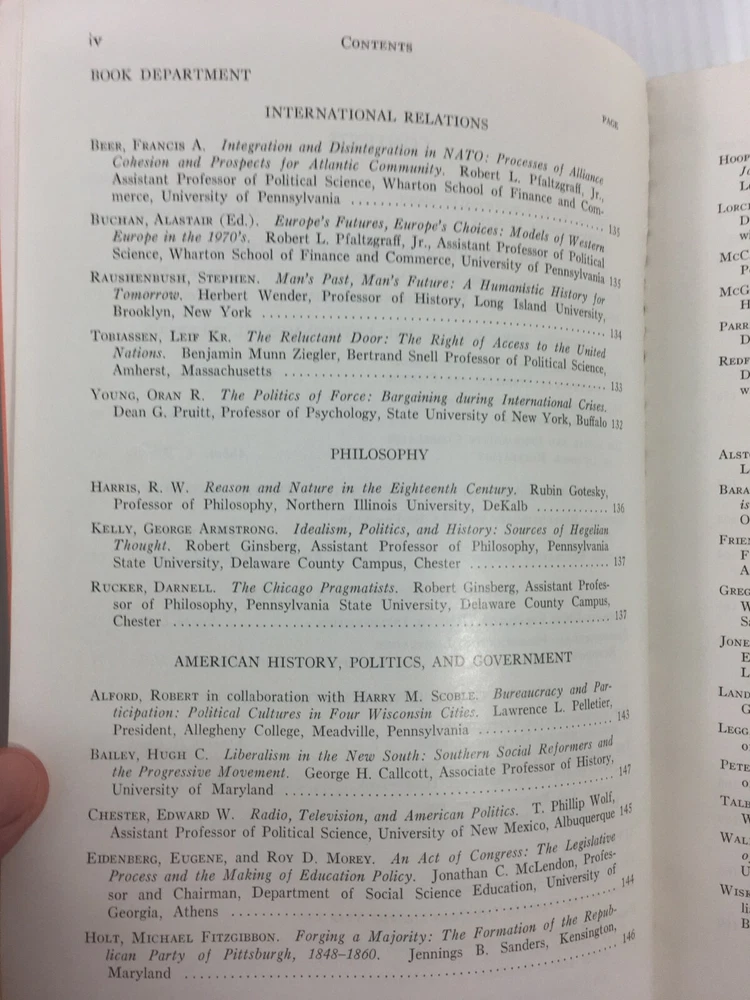 iv
CONTENTS
BOOK DEPARTMENT
INTERNATIONAL RELATIONS
PAGE
BEER, FRANCIS A. Integration and Disintegration in NATO: Processes of Alliance
Cohesion and Prospects for Atlantic Community. Robert L. Pfaltzgraff, Jr.,
Assistant Professor of Political Science, Wharton School of Finance and Com-
merce, University of Pennsylvania ........ 135
BUCHAN, ALASTAIR (Ed.). Europe's Futures, Europe's Choices: Models of Western
Europe in the 1970's. Robert L. Pfaltzgraff, Jr., Assistant Professor of Political
Science, Wharton School of Finance and Commerce, University of Pennsylvania 135
RAUSHENBUSH, STEPHEN. Man's Past, Man's Future: A Humanistic History for
Tomorrow. Herbert Wender, Professor of History, Long Island University,
Brooklyn, New York ........ 134
TOBIASSEN, LEIF KR. The Reluctant Door: The Right of Access to the United
Nations. Benjamin Munn Ziegler, Bertrand Snell Professor of Political Science,
Amherst, Massachusetts ........ 133
YOUNG, ORAN R. The Politics of Force: Bargaining during International Crises.
Dean G. Pruitt, Professor of Psychology, State University of New York, Buffalo 132
PHILOSOPHY
HARRIS, R. W. Reason and Nature in the Eighteenth Century. Rubin Gotesky,
Professor of Philosophy, Northern Illinois University, DeKalb ........ 136
KELLY, GEORGE ARMSTRONG. Idealism, Politics, and History: Sources of Hegelian
Thought. Robert Ginsberg, Assistant Professor of Philosophy, Pennsylvania
State University, Delaware County Campus, Chester ........ 137
RUCKER, DARNELL. The Chicago Pragmatists. Robert Ginsberg, Assistant Profes-
sor of Philosophy, Pennsylvania State University, Delaware County Campus,
Chester ........ 137
AMERICAN HISTORY, POLITICS, AND GOVERNMENT
ALFORD, ROBERT in collaboration with HARRY M. SCOBLE. Bureaucracy and Par-
ticipation: Political Cultures in Four Wisconsin Cities. Lawrence L. Pelletier,
President, Allegheny College, Meadville, Pennsylvania ........ 143
BAILEY, HUGH C. Liberalism in the New South: Southern Social Reformers and
the Progressive Movement. George H. Callcott, Associate Professor of History,
University of Maryland ........ 147
CHESTER, EDWARD W. Radio, Television, and American Politics. T. Phillip Wolf,
Assistant Professor of Political Science, University of New Mexico, Albuquerque 145
EIDENBERG, EUGENE, and ROY D. MOREY. An Act of Congress: The Legislative
Process and the Making of Education Policy. Jonathan C. McLendon, Profes-
sor and Chairman, Department of Social Science Education, University of
Georgia, Athens ........ 144
HOLT, MICHAEL FITZGIBBON. Forging a Majority: The Formation of the Repub-
lican Party of Pittsburgh, 1848-1860. Jennings B. Sanders, Kensington,
Maryland ........ 146